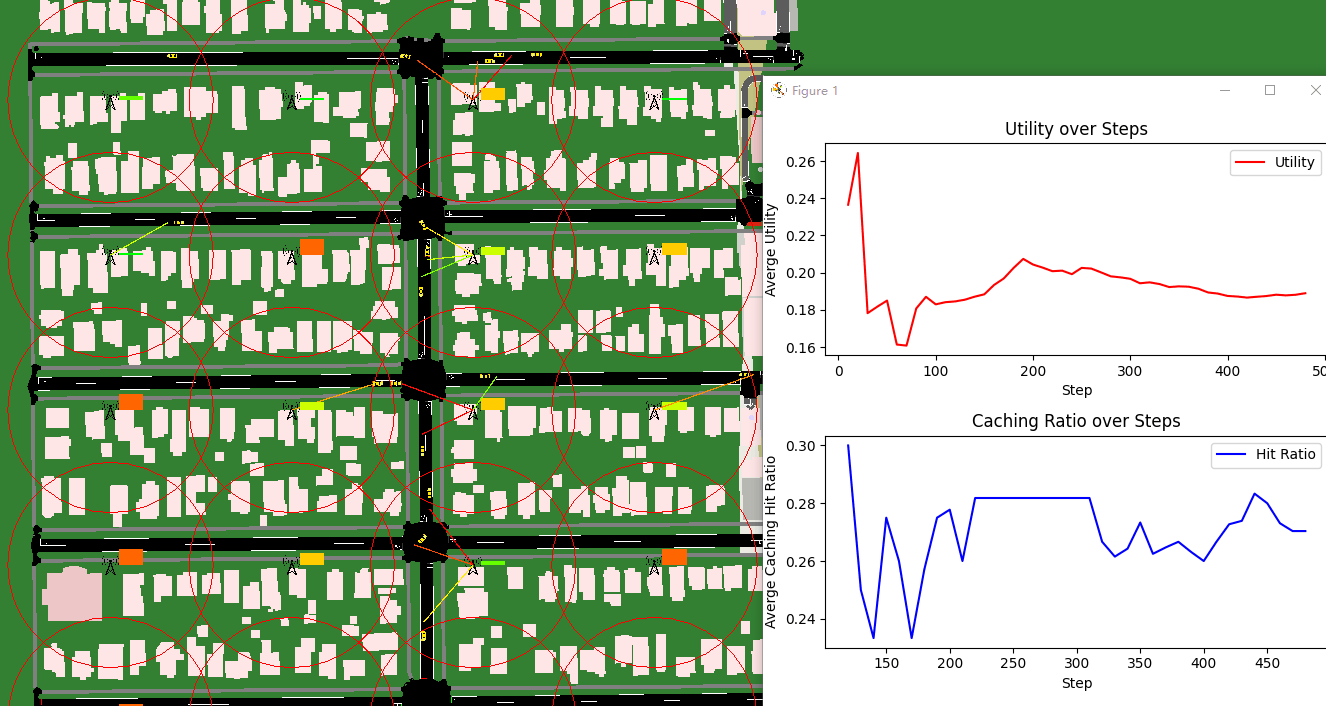 Figure 1
Utility over Steps
Utility
0.26
0.24
0.22
0.20
0.18
0.16
Averge Utility
0 100 200 300 400 50
Step
Caching Ratio over Steps
Hit Ratio
0.30
0.28
0.26
0.24
Averge Caching Hit Ratio
150 200 250 300 350 400 450
Step